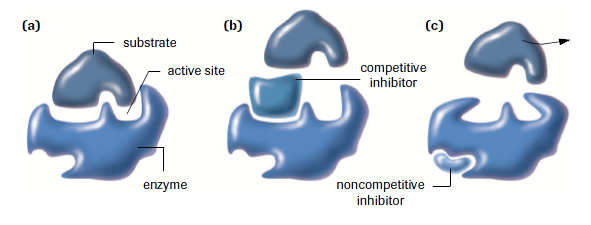 (a)
substrate
active site
enzyme
(b)
competitive
inhibitor
(c)
noncompetitive
inhibitor